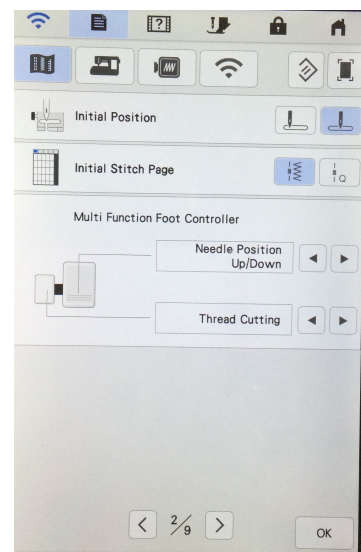 Initial Position
Initial Stitch Page
Q
Multi Function Foot Controller
Needle Position
Up/Down
Thread Cutting
2/9
OK